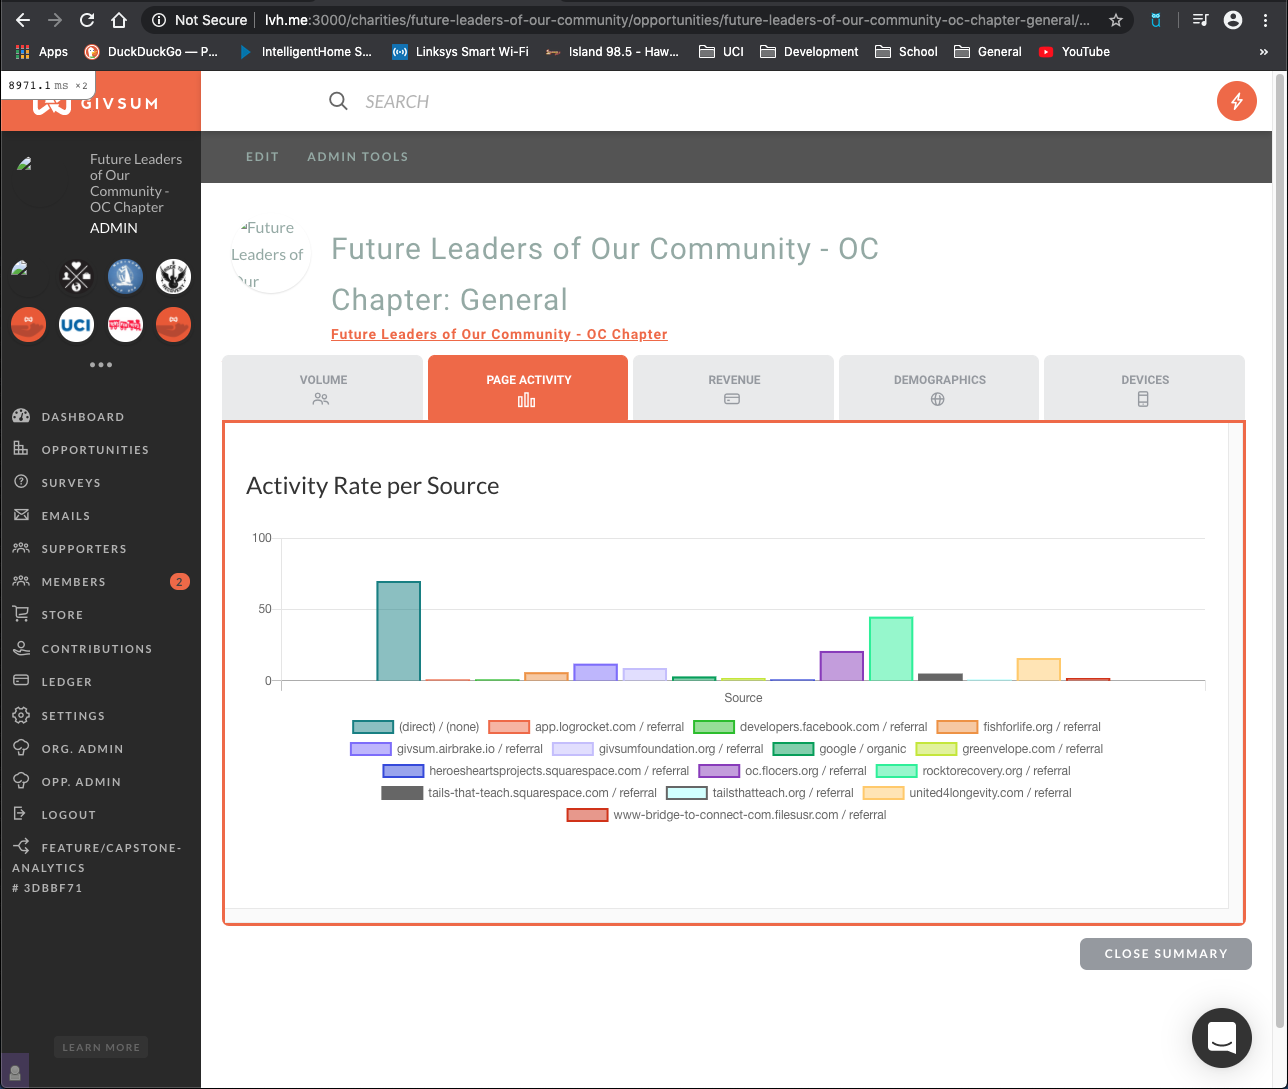 Not Secure | lvh.me:3000/charities/future-leaders-of-our-community/opportunities/future-leaders-of-our-community-oc-chapter-general/...
Apps DuckDuckGo — P... IntelligentHome S... Linksys Smart Wi-Fi Island 98.5 - Haw... UCI Development School General YouTube »
8971.1 ms ×2
GIVSUM
SEARCH
EDIT ADMIN TOOLS
Future Leaders
of Our
Community -
OC Chapter
ADMIN
UCI
DASHBOARD
OPPORTUNITIES
SURVEYS
EMAILS
SUPPORTERS
MEMBERS 2
STORE
CONTRIBUTIONS
LEDGER
SETTINGS
ORG. ADMIN
OPP. ADMIN
LOGOUT
FEATURE/CAPSTONE-
ANALYTICS
# 3DBBF71
LEARN MORE
Future
Leaders of
Our
Future Leaders of Our Community - OC
Chapter: General
Future Leaders of Our Community - OC Chapter
VOLUME PAGE ACTIVITY REVENUE DEMOGRAPHICS DEVICES
Activity Rate per Source
100
50
0
Source
(direct) / (none) app.logrocket.com / referral developers.facebook.com / referral fishforlife.org / referral
givsum.airbrake.io / referral givsumfoundation.org / referral google / organic greenvelope.com / referral
heroesheartsprojects.squarespace.com / referral oc.flocers.org / referral rocktorecovery.org / referral
tails-that-teach.squarespace.com / referral tailsthatteach.org / referral united4longevity.com / referral
www-bridge-to-connect-com.filesusr.com / referral
CLOSE SUMMARY